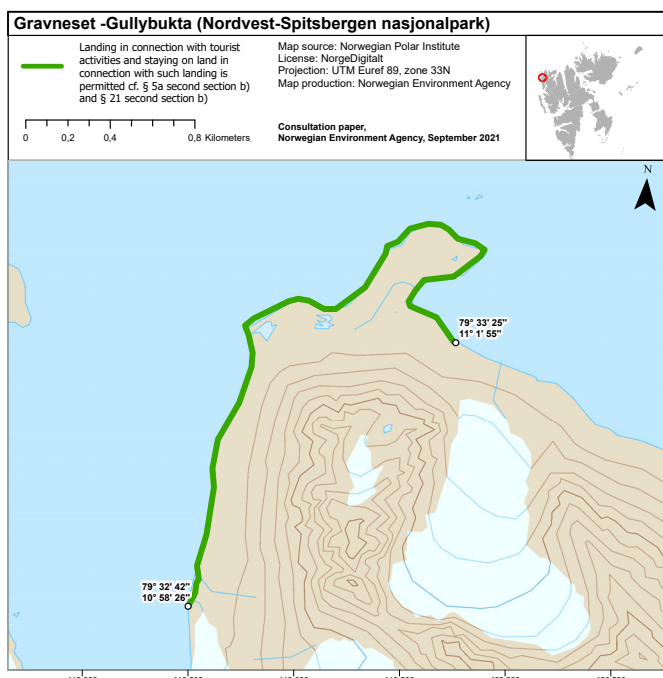 Gravneset -Gullybukta (Nordvest-Spitsbergen nasjonalpark)
Landing in connection with tourist
activities and staying on land in
connection with such landing is
permitted cf. § 5a second section b)
and § 21 second section b)
0 0,2 0,4 0,8 Kilometers
Map source: Norwegian Polar Institute
License: NorgeDigitalt
Projection: UTM Euref 89, zone 33N
Map production: Norwegian Environment Agency
Consultation paper,
Norwegian Environment Agency, September 2021
N
79° 33' 25"
11° 1' 55"
79° 32' 42"
10° 58' 26"